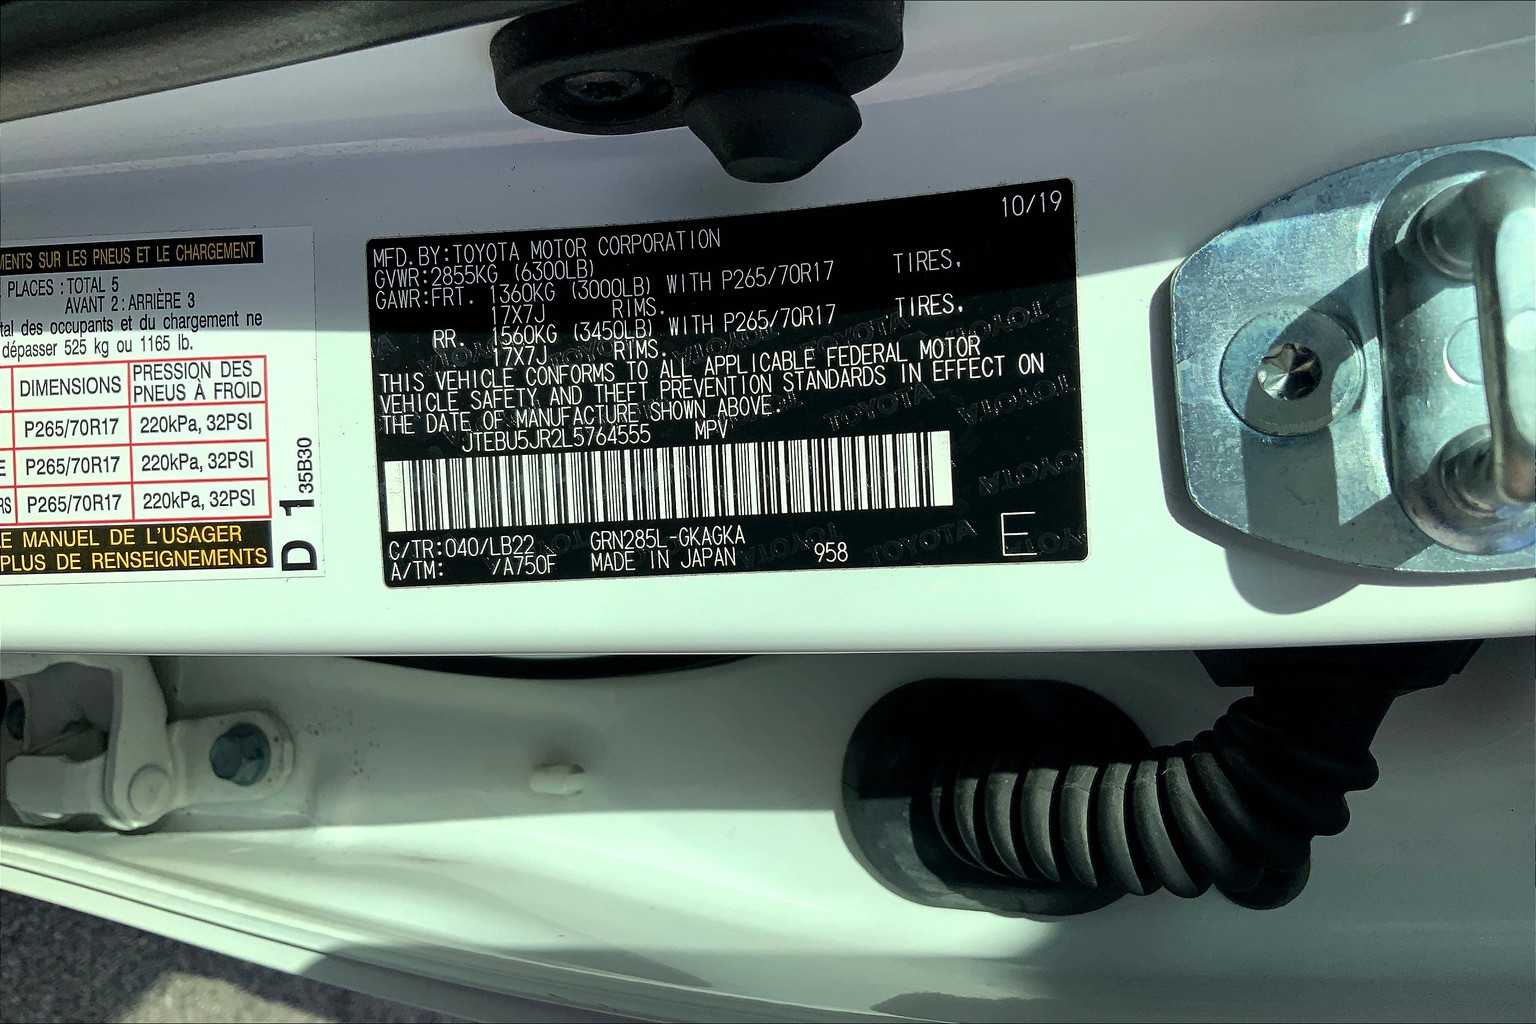 MENTS SUR LES PNEUS ET LE CHARGEMENT
PLACES : TOTAL 5
AVANT 2 : ARRIÈRE 3
tal des occupants et du chargement ne
dépasser 525 kg ou 1165 lb.
DIMENSIONS PRESSION DES PNEUS À FROID
P265/70R17 220kPa, 32PSI
E P265/70R17 220kPa, 32PSI
RS P265/70R17 220kPa, 32PSI
E MANUEL DE L'USAGER
PLUS DE RENSEIGNEMENTS
D 1 35B30
10/19
MFD.BY:TOYOTA MOTOR CORPORATION
GVWR:2855KG (6300LB)
GAWR:FRT. 1360KG (3000LB) WITH P265/70R17 TIRES,
17X7J RIMS.
RR. 1560KG (3450LB) WITH P265/70R17 TIRES,
17X7J RIMS.
THIS VEHICLE CONFORMS TO ALL APPLICABLE FEDERAL MOTOR
VEHICLE SAFETY AND THEFT PREVENTION STANDARDS IN EFFECT ON
THE DATE OF MANUFACTURE SHOWN ABOVE.
JTEBU5JR2L5764555 MPV
C/TR:040/LB22 GRN285L-GKAGKA
A/TM: /A750F MADE IN JAPAN 958 E